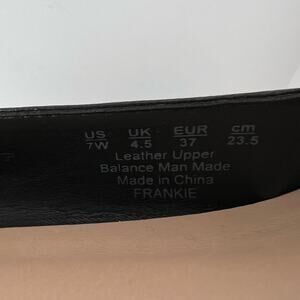 US UK EUR cm
7W 4.5 37 23.5
Leather Upper
Balance Man Made
Made in China
FRANKIE